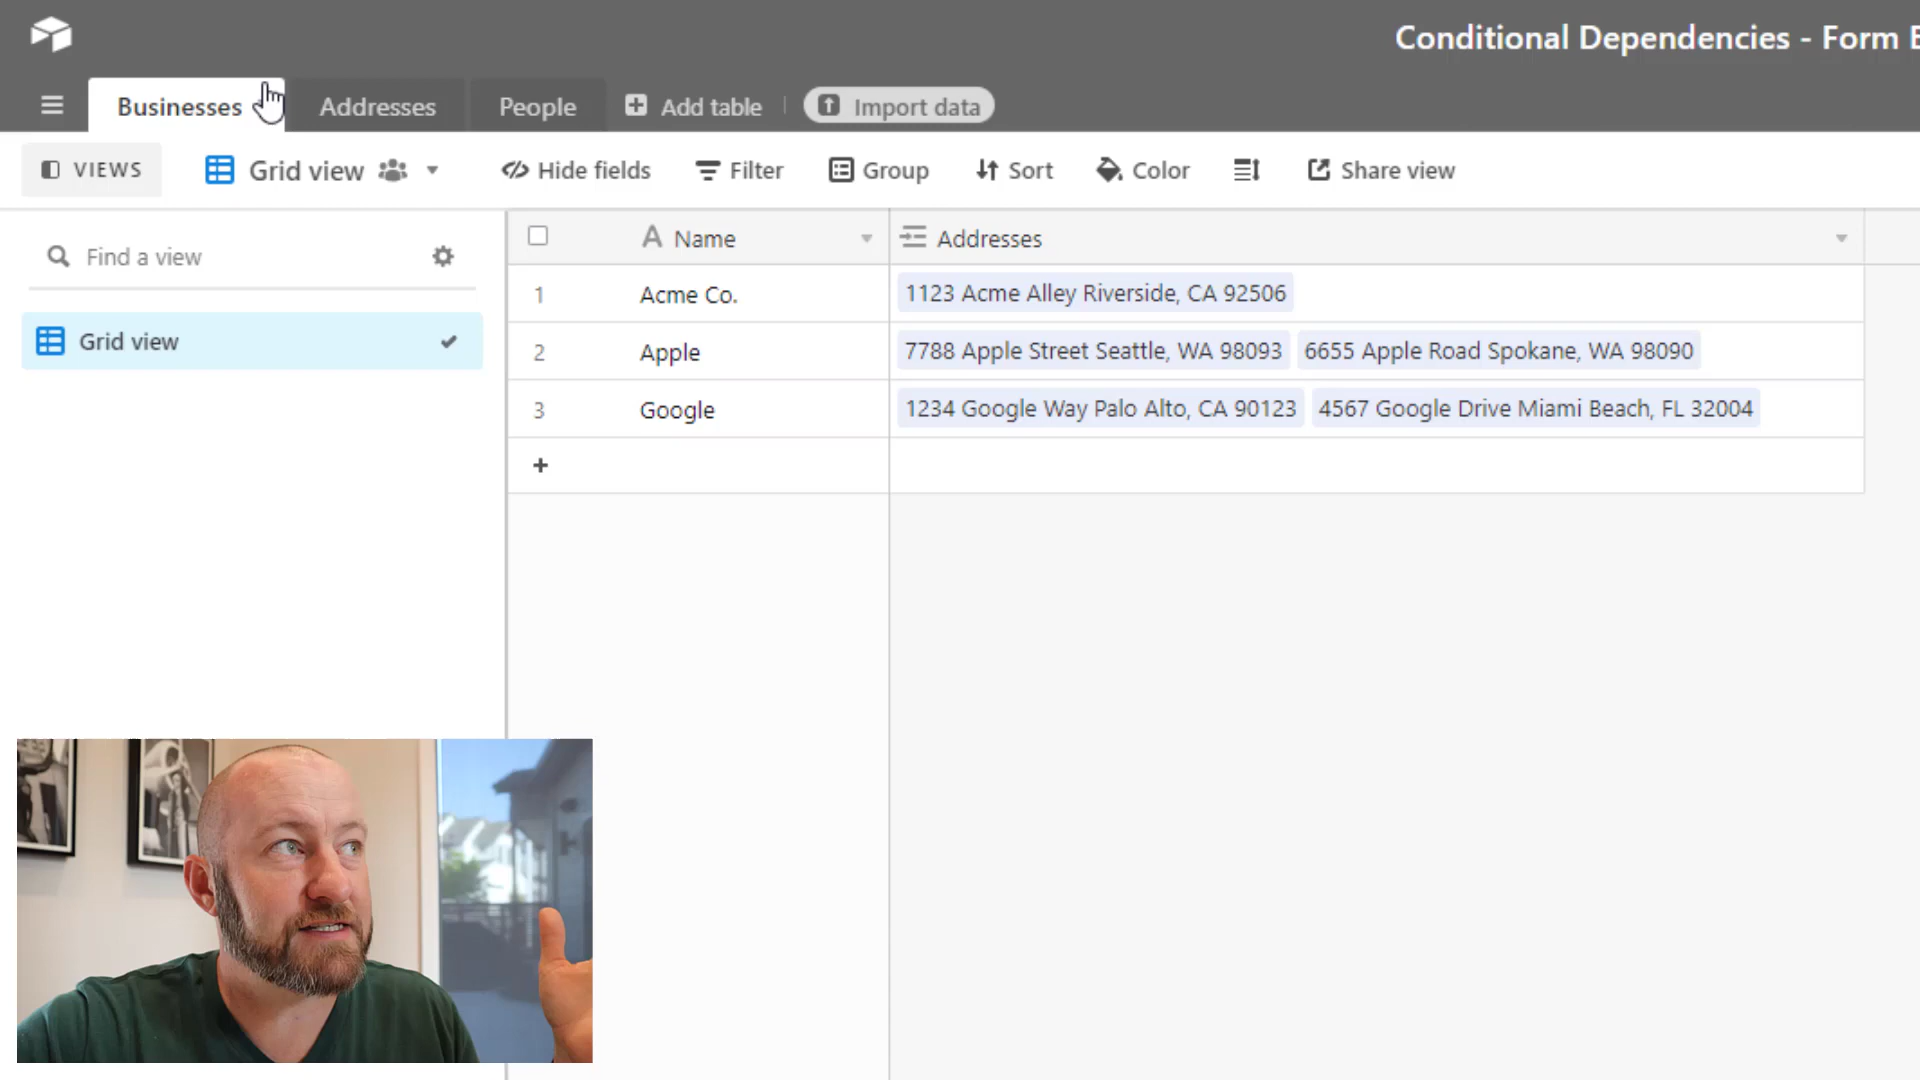 Conditional Dependencies - Form
Businesses Addresses People Add table Import data
VIEWS Grid view Hide fields Filter Group Sort Color Share view
Find a view
Name Addresses
Grid view
1 Acme Co. 1123 Acme Alley Riverside, CA 92506
2 Apple 7788 Apple Street Seattle, WA 98093 6655 Apple Road Spokane, WA 98090
3 Google 1234 Google Way Palo Alto, CA 90123 4567 Google Drive Miami Beach, FL 32004
+